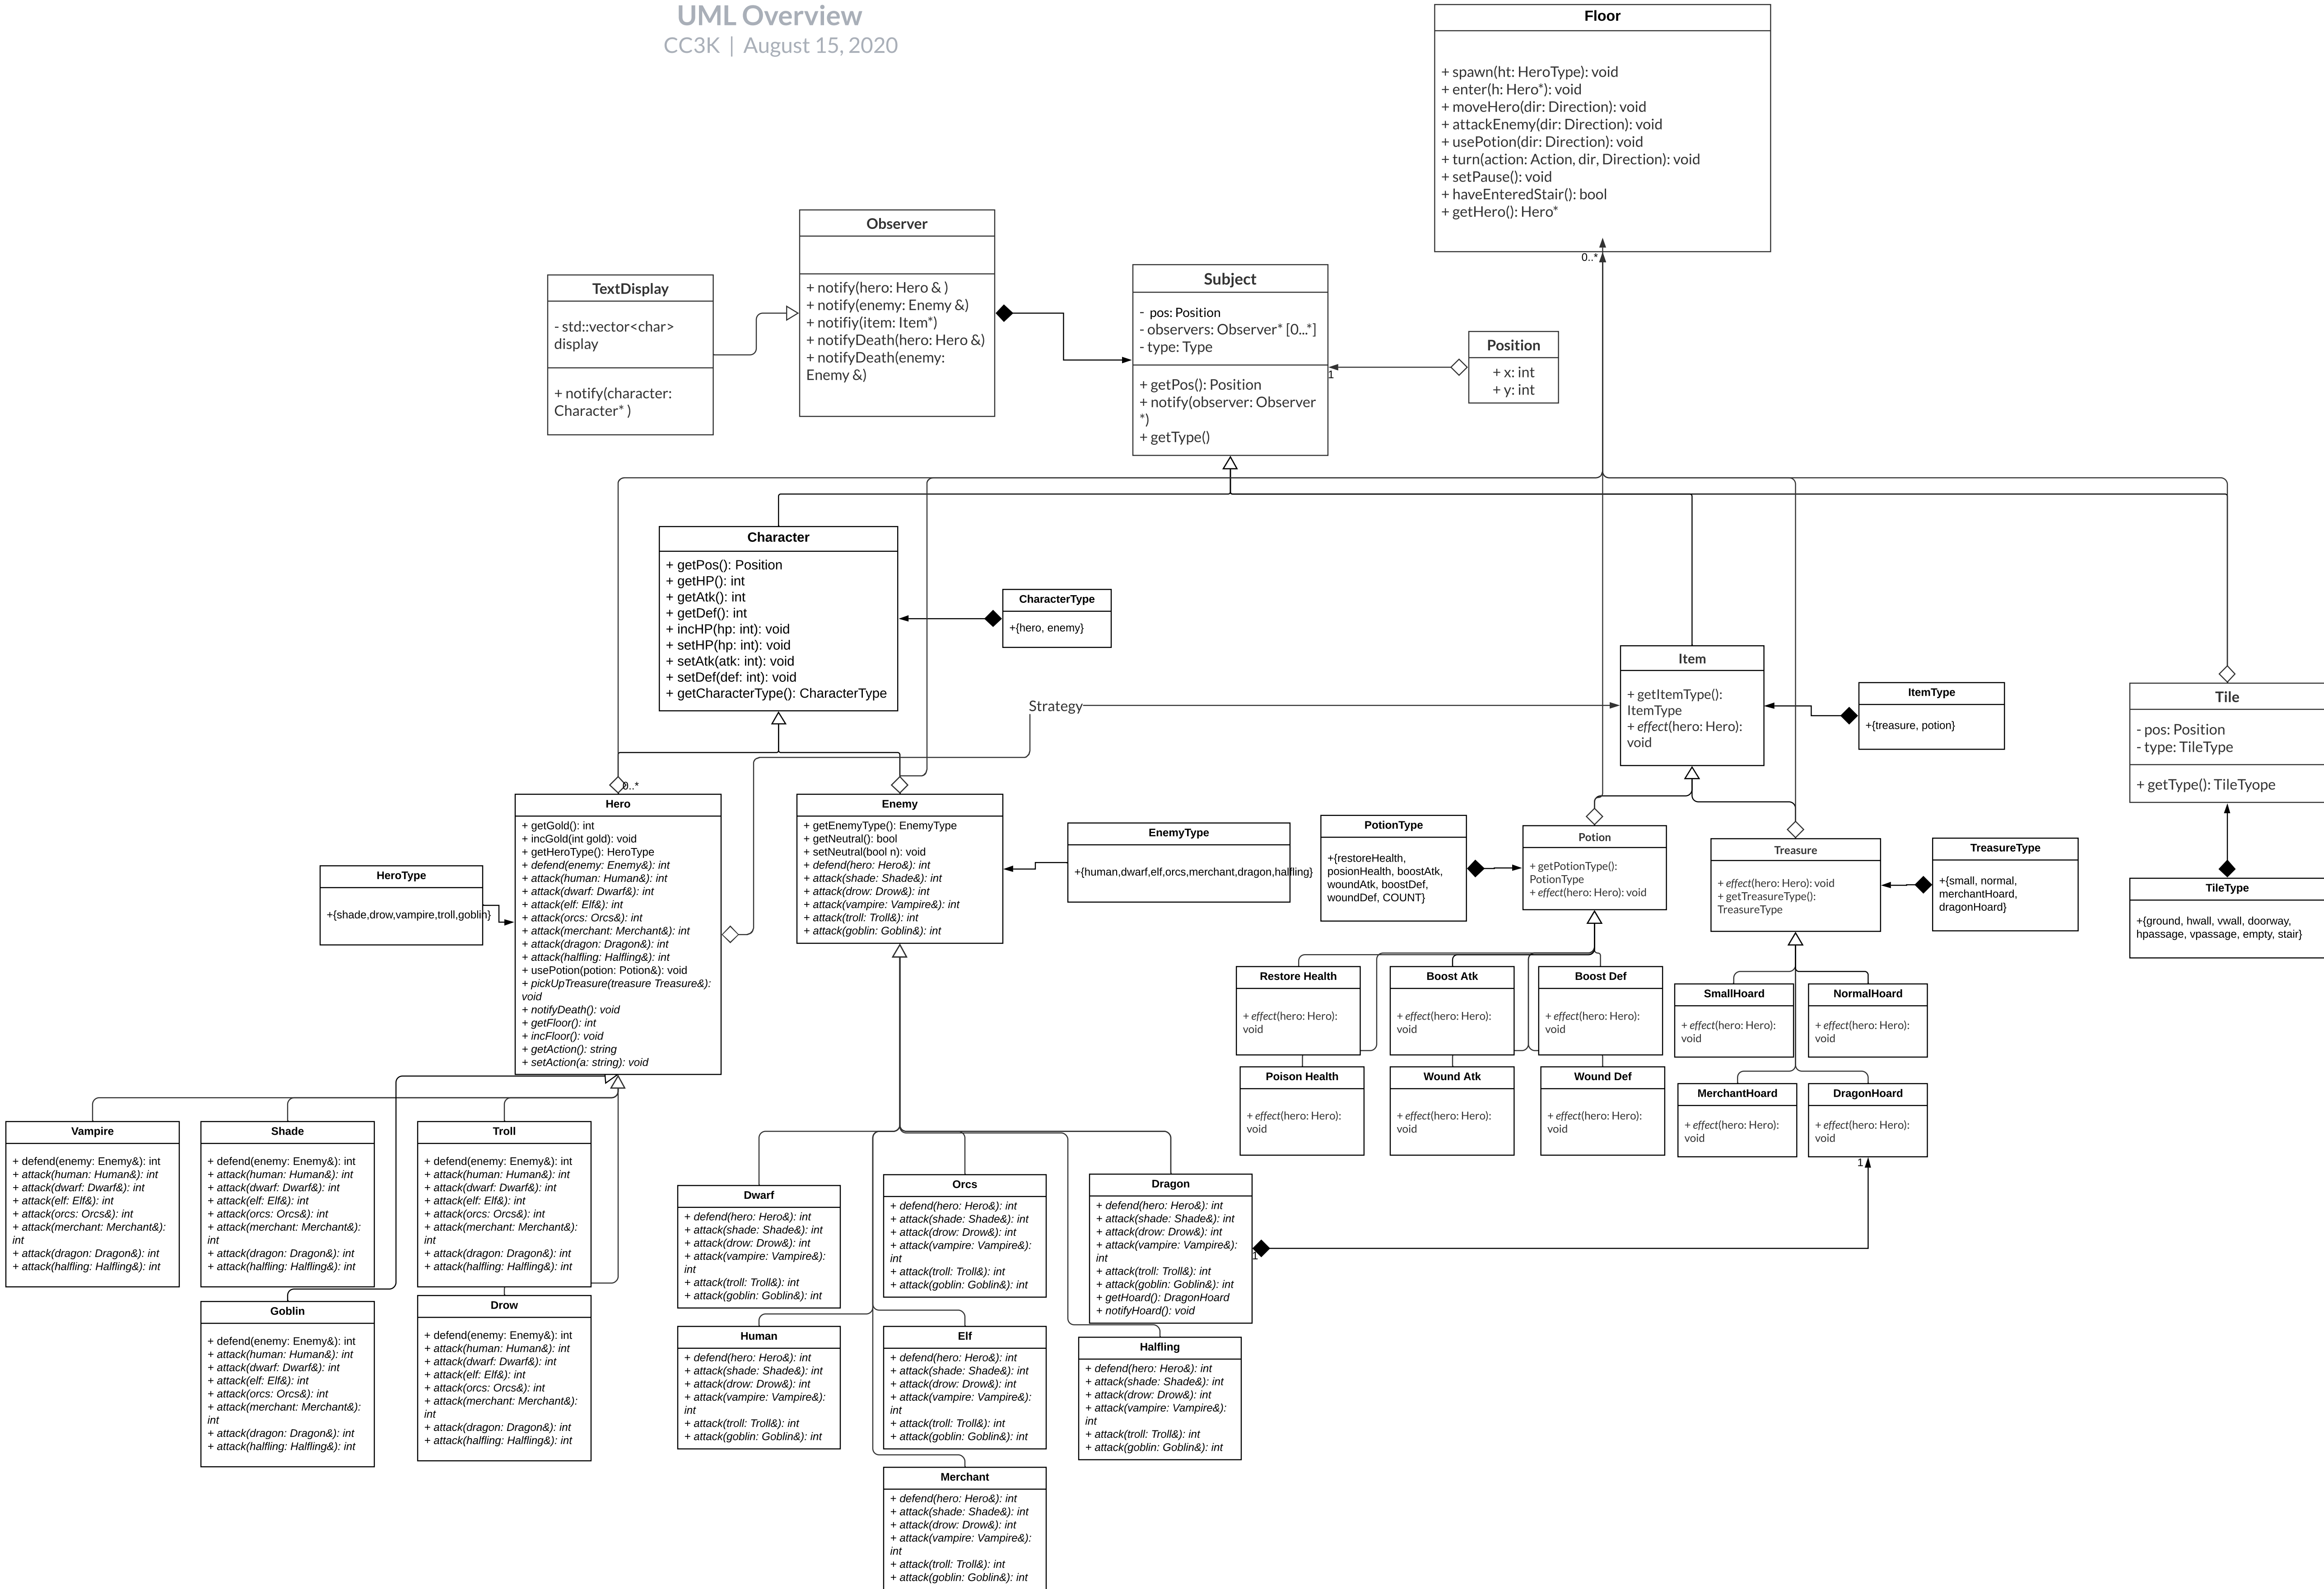 UML Overview
CC3K | August 15, 2020
Floor
+ spawn(ht: HeroType): void
+ enter(h: Hero*): void
+ moveHero(dir: Direction): void
+ attackEnemy(dir: Direction): void
+ usePotion(dir: Direction): void
+ turn(action: Action, dir, Direction): void
+ setPause(): void
+ haveEnteredStair(): bool
+ getHero(): Hero*
0..*
Observer
+ notify(hero: Hero & )
+ notify(enemy: Enemy &)
+ notifiy(item: Item*)
+ notifyDeath(hero: Hero &)
+ notifyDeath(enemy:
Enemy &)
TextDisplay
- std::vector<char>
display
+ notify(character:
Character* )
Subject
- pos: Position
- observers: Observer* [0...*]
- type: Type
+ getPos(): Position
+ notify(observer: Observer
*)
+ getType()
1
Position
+ x: int
+ y: int
Character
+ getPos(): Position
+ getHP(): int
+ getAtk(): int
+ getDef(): int
+ incHP(hp: int): void
+ setHP(hp: int): void
+ setAtk(atk: int): void
+ setDef(def: int): void
+ getCharacterType(): CharacterType
CharacterType
+{hero, enemy}
Strategy
Item
+ getItemType():
ItemType
+ effect(hero: Hero):
void
ItemType
+{treasure, potion}
Tile
- pos: Position
- type: TileType
+ getType(): TileTyope
TileType
+{ground, hwall, vwall, doorway,
hpassage, vpassage, empty, stair}
0..*
Hero
+ getGold(): int
+ incGold(int gold): void
+ getHeroType(): HeroType
+ defend(enemy: Enemy&): int
+ attack(human: Human&): int
+ attack(dwarf: Dwarf&): int
+ attack(elf: Elf&): int
+ attack(orcs: Orcs&): int
+ attack(merchant: Merchant&): int
+ attack(dragon: Dragon&): int
+ attack(halfling: Halfling&): int
+ usePotion(potion: Potion&): void
+ pickUpTreasure(treasure Treasure&):
void
+ notifyDeath(): void
+ getFloor(): int
+ incFloor(): void
+ getAction(): string
+ setAction(a: string): void
HeroType
+{shade,drow,vampire,troll,goblin}
Enemy
+ getEnemyType(): EnemyType
+ getNeutral(): bool
+ setNeutral(bool n): void
+ defend(hero: Hero&): int
+ attack(shade: Shade&): int
+ attack(drow: Drow&): int
+ attack(vampire: Vampire&): int
+ attack(troll: Troll&): int
+ attack(goblin: Goblin&): int
EnemyType
+{human,dwarf,elf,orcs,merchant,dragon,halfling}
PotionType
+{restoreHealth,
posionHealth, boostAtk,
woundAtk, boostDef,
woundDef, COUNT}
Potion
+ getPotionType():
PotionType
+ effect(hero: Hero): void
Treasure
+ effect(hero: Hero): void
+ getTreasureType():
TreasureType
TreasureType
+{small, normal,
merchantHoard,
dragonHoard}
Restore Health
+ effect(hero: Hero):
void
Boost Atk
+ effect(hero: Hero):
void
Boost Def
+ effect(hero: Hero):
void
SmallHoard
+ effect(hero: Hero):
void
NormalHoard
+ effect(hero: Hero):
void
Poison Health
+ effect(hero: Hero):
void
Wound Atk
+ effect(hero: Hero):
void
Wound Def
+ effect(hero: Hero):
void
MerchantHoard
+ effect(hero: Hero):
void
DragonHoard
+ effect(hero: Hero):
void
1
Vampire
+ defend(enemy: Enemy&): int
+ attack(human: Human&): int
+ attack(dwarf: Dwarf&): int
+ attack(elf: Elf&): int
+ attack(orcs: Orcs&): int
+ attack(merchant: Merchant&):
int
+ attack(dragon: Dragon&): int
+ attack(halfling: Halfling&): int
Shade
+ defend(enemy: Enemy&): int
+ attack(human: Human&): int
+ attack(dwarf: Dwarf&): int
+ attack(elf: Elf&): int
+ attack(orcs: Orcs&): int
+ attack(merchant: Merchant&):
int
+ attack(dragon: Dragon&): int
+ attack(halfling: Halfling&): int
Troll
+ defend(enemy: Enemy&): int
+ attack(human: Human&): int
+ attack(dwarf: Dwarf&): int
+ attack(elf: Elf&): int
+ attack(orcs: Orcs&): int
+ attack(merchant: Merchant&):
int
+ attack(dragon: Dragon&): int
+ attack(halfling: Halfling&): int
Goblin
+ defend(enemy: Enemy&): int
+ attack(human: Human&): int
+ attack(dwarf: Dwarf&): int
+ attack(elf: Elf&): int
+ attack(orcs: Orcs&): int
+ attack(merchant: Merchant&):
int
+ attack(dragon: Dragon&): int
+ attack(halfling: Halfling&): int
Drow
+ defend(enemy: Enemy&): int
+ attack(human: Human&): int
+ attack(dwarf: Dwarf&): int
+ attack(elf: Elf&): int
+ attack(orcs: Orcs&): int
+ attack(merchant: Merchant&):
int
+ attack(dragon: Dragon&): int
+ attack(halfling: Halfling&): int
Dwarf
+ defend(hero: Hero&): int
+ attack(shade: Shade&): int
+ attack(drow: Drow&): int
+ attack(vampire: Vampire&):
int
+ attack(troll: Troll&): int
+ attack(goblin: Goblin&): int
Orcs
+ defend(hero: Hero&): int
+ attack(shade: Shade&): int
+ attack(drow: Drow&): int
+ attack(vampire: Vampire&):
int
+ attack(troll: Troll&): int
+ attack(goblin: Goblin&): int
Dragon
+ defend(hero: Hero&): int
+ attack(shade: Shade&): int
+ attack(drow: Drow&): int
+ attack(vampire: Vampire&):
int
+ attack(troll: Troll&): int
+ attack(goblin: Goblin&): int
+ getHoard(): DragonHoard
+ notifyHoard(): void
1
Human
+ defend(hero: Hero&): int
+ attack(shade: Shade&): int
+ attack(drow: Drow&): int
+ attack(vampire: Vampire&):
int
+ attack(troll: Troll&): int
+ attack(goblin: Goblin&): int
Elf
+ defend(hero: Hero&): int
+ attack(shade: Shade&): int
+ attack(drow: Drow&): int
+ attack(vampire: Vampire&):
int
+ attack(troll: Troll&): int
+ attack(goblin: Goblin&): int
Halfling
+ defend(hero: Hero&): int
+ attack(shade: Shade&): int
+ attack(drow: Drow&): int
+ attack(vampire: Vampire&):
int
+ attack(troll: Troll&): int
+ attack(goblin: Goblin&): int
Merchant
+ defend(hero: Hero&): int
+ attack(shade: Shade&): int
+ attack(drow: Drow&): int
+ attack(vampire: Vampire&):
int
+ attack(troll: Troll&): int
+ attack(goblin: Goblin&): int